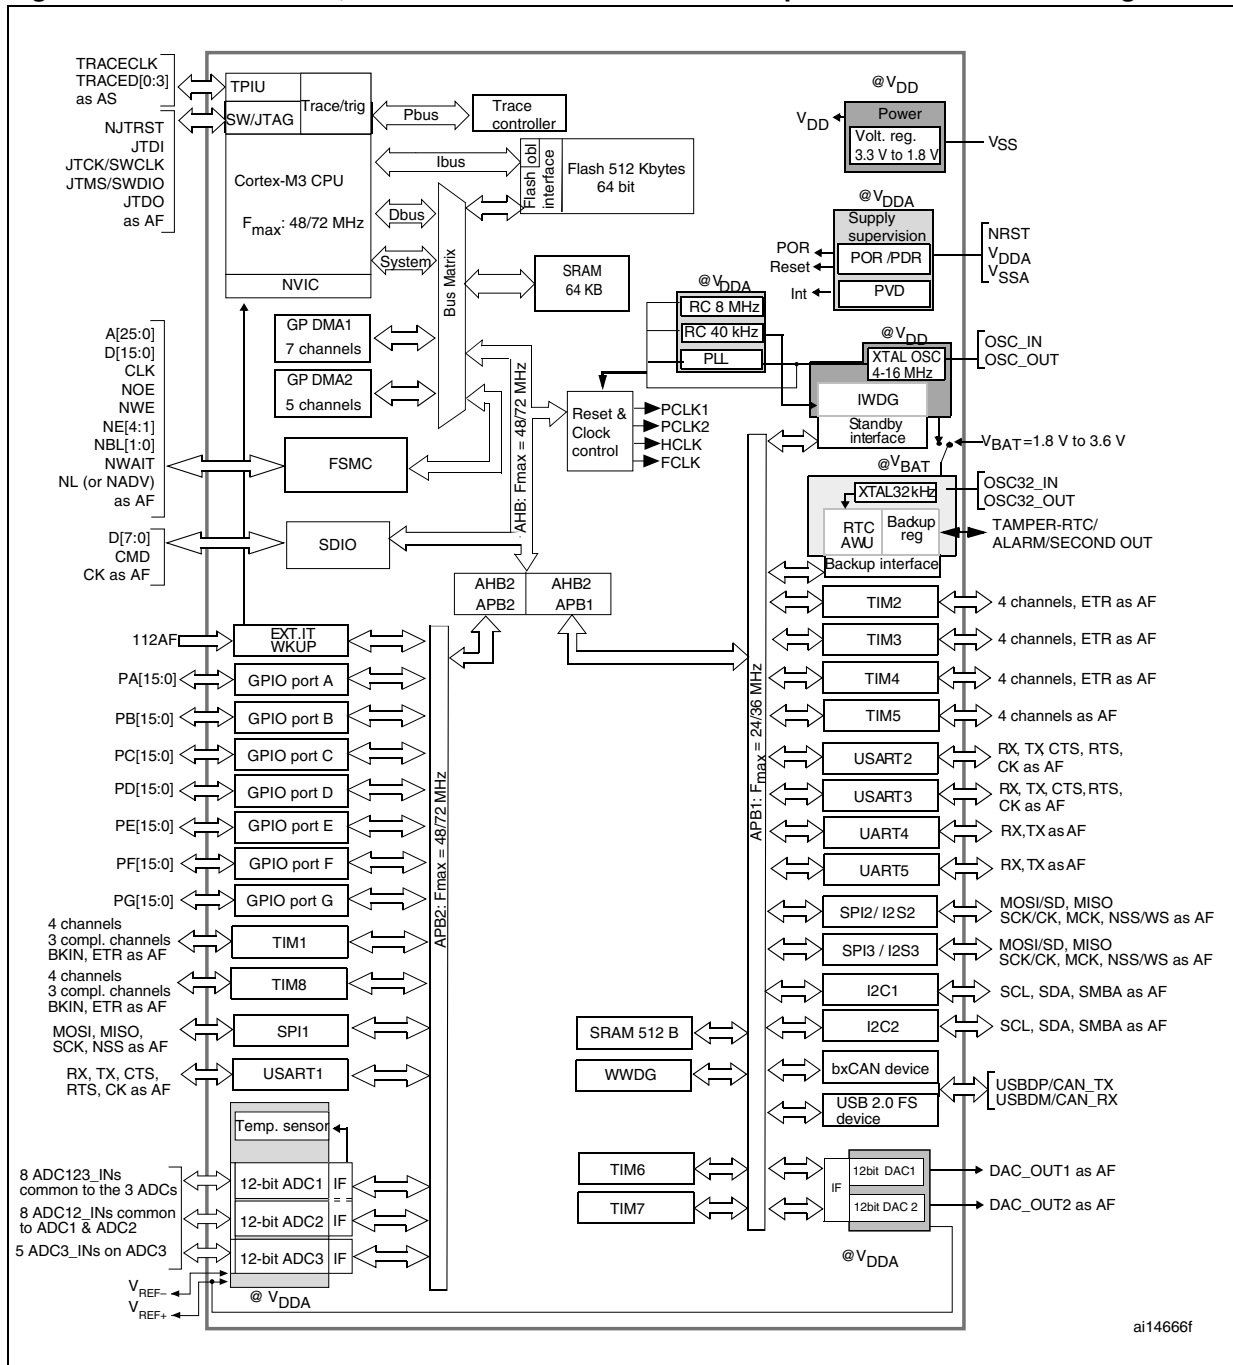 TRACECLK
TRACED[0:3]
as AS
NJTRST
JTDI
JTCK/SWCLK
JTMS/SWDIO
JTDO
as AF
TPIU
SW/JTAG
Trace/trig
Cortex-M3 CPU
Fmax: 48/72 MHz
NVIC
Pbus
Trace
controller
Ibus
Flash obl
interface
Flash 512 Kbytes
64 bit
Dbus
System
Bus Matrix
SRAM
64 KB
GP DMA1
7 channels
GP DMA2
5 channels
A[25:0]
D[15:0]
CLK
NOE
NWE
NE[4:1]
NBL[1:0]
NWAIT
NL (or NADV)
as AF
FSMC
D[7:0]
CMD
CK as AF
SDIO
AHB: Fmax = 48/72 MHz
@VDDA
RC 8 MHz
RC 40 kHz
PLL
Reset &
Clock
control
PCLK1
PCLK2
HCLK
FCLK
@VDD
Power
VDD
Volt. reg.
3.3 V to 1.8 V
VSS
@VDDA
Supply
supervision
POR
Reset
Int
POR /PDR
PVD
NRST
VDDA
VSSA
@VDD
XTAL OSC
4-16 MHz
OSC_IN
OSC_OUT
IWDG
Standby
interface
VBAT=1.8 V to 3.6 V
@VBAT
XTAL32kHz
OSC32_IN
OSC32_OUT
RTC
AWU
Backup
reg
TAMPER-RTC/
ALARM/SECOND OUT
Backup interface
AHB2
APB2
AHB2
APB1
112AF
EXT.IT
WKUP
PA[15:0]
GPIO port A
PB[15:0]
GPIO port B
PC[15:0]
GPIO port C
PD[15:0]
GPIO port D
PE[15:0]
GPIO port E
PF[15:0]
GPIO port F
PG[15:0]
GPIO port G
4 channels
3 compl. channels
BKIN, ETR as AF
TIM1
4 channels
3 compl. channels
BKIN, ETR as AF
TIM8
MOSI, MISO,
SCK, NSS as AF
SPI1
RX, TX, CTS,
RTS, CK as AF
USART1
APB2: Fmax = 48/72 MHz
Temp. sensor
8 ADC123_INs
common to the 3 ADCs
12-bit ADC1
IF
8 ADC12_INs common
to ADC1 & ADC2
12-bit ADC2
IF
5 ADC3_INs on ADC3
12-bit ADC3
IF
VREF–
VREF+
@ VDDA
APB1: Fmax = 24/36 MHz
TIM2
4 channels, ETR as AF
TIM3
4 channels, ETR as AF
TIM4
4 channels, ETR as AF
TIM5
4 channels as AF
USART2
RX, TX CTS, RTS,
CK as AF
USART3
RX, TX, CTS, RTS,
CK as AF
UART4
RX,TX as AF
UART5
RX,TX as AF
SPI2/ I2S2
MOSI/SD, MISO
SCK/CK, MCK, NSS/WS as AF
SPI3 / I2S3
MOSI/SD, MISO
SCK/CK, MCK, NSS/WS as AF
I2C1
SCL, SDA, SMBA as AF
I2C2
SCL, SDA, SMBA as AF
SRAM 512 B
WWDG
bxCAN device
USB 2.0 FS
device
USBDP/CAN_TX
USBDM/CAN_RX
TIM6
TIM7
IF
12bit DAC1
DAC_OUT1 as AF
12bit DAC 2
DAC_OUT2 as AF
@VDDA
ai14666f